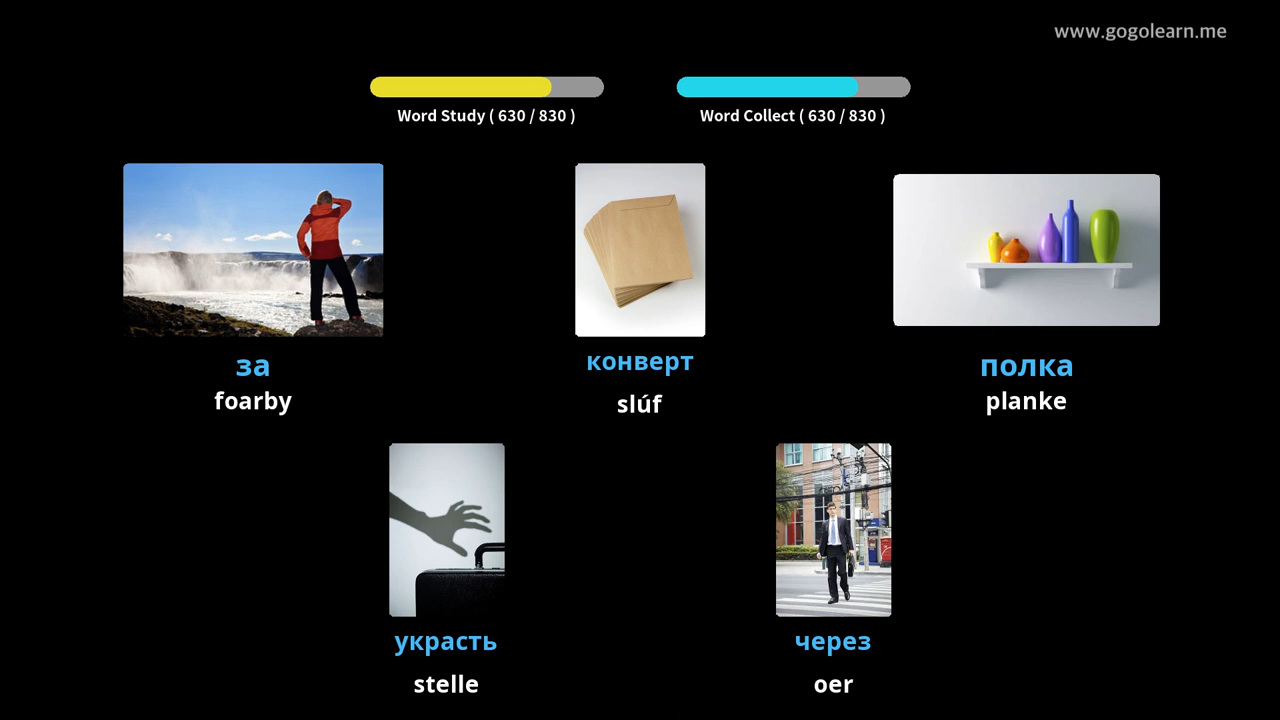 www.gogolearn.me
Word Study ( 630 / 830 )
Word Collect ( 630 / 830 )
за
foarby
конверт
slúf
полка
planke
украсть
stelle
через
oer